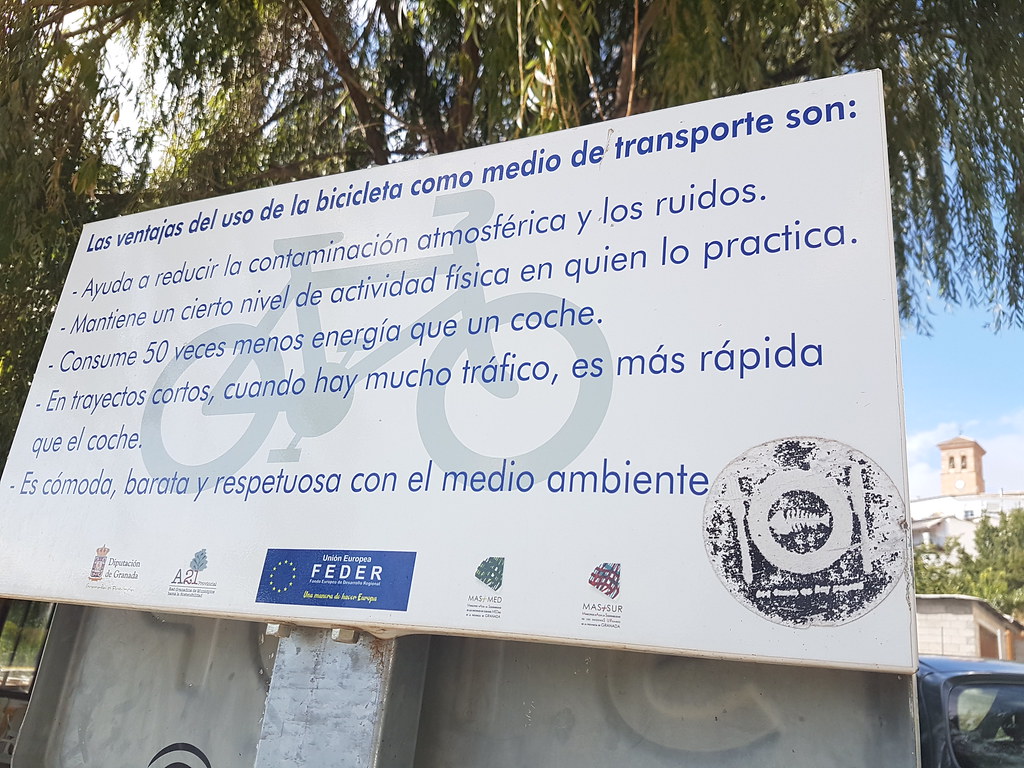 Las ventajas del uso de la bicicleta como medio de transporte son:
- Ayuda a reducir la contaminación atmosférica y los ruidos.
- Mantiene un cierto nivel de actividad física en quien lo practica.
- Consume 50 veces menos energía que un coche.
- En trayectos cortos, cuando hay mucho tráfico, es más rápida
que el coche.
- Es cómoda, barata y respetuosa con el medio ambiente
Diputación
de Granada
A21
Unión Europea
FEDER
Fondo Europeo de Desarrollo Regional
Una manera de hacer Europa
MAS+MED
GRANADA
MAS+SUR
GRANADA